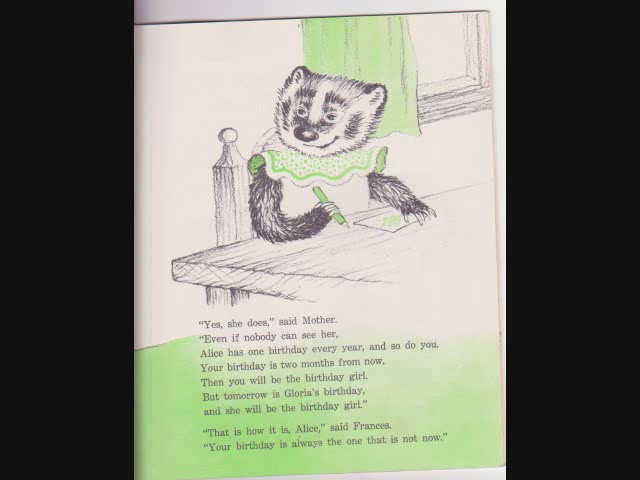 "Yes, she does," said Mother.
"Even if nobody can see her,
Alice has one birthday every year, and so do you.
Your birthday is two months from now.
Then you will be the birthday girl.
But tomorrow is Gloria's birthday,
and she will be the birthday girl."
"That is how it is, Alice," said Frances.
"Your birthday is always the one that is not now."